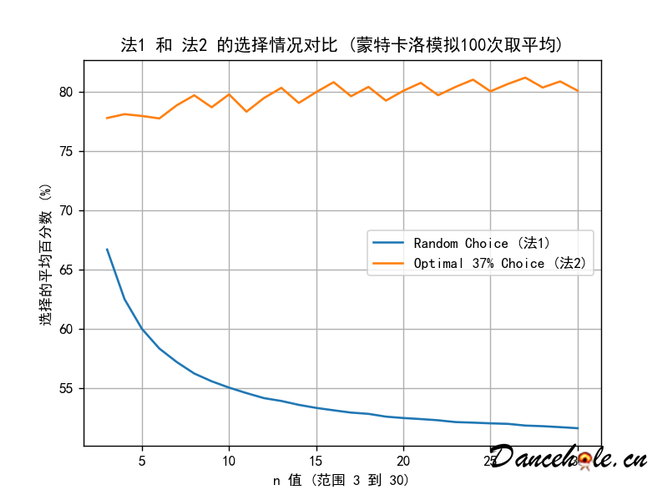 法1 和 法2 的选择情况对比 (蒙特卡洛模拟100次取平均)
选择的平均百分数 (%)
80
75
70
65
60
55
Random Choice (法1)
Optimal 37% Choice (法2)
5
10
15
20
25
30
n 值 (范围 3 到 30)
Dancehole.cn